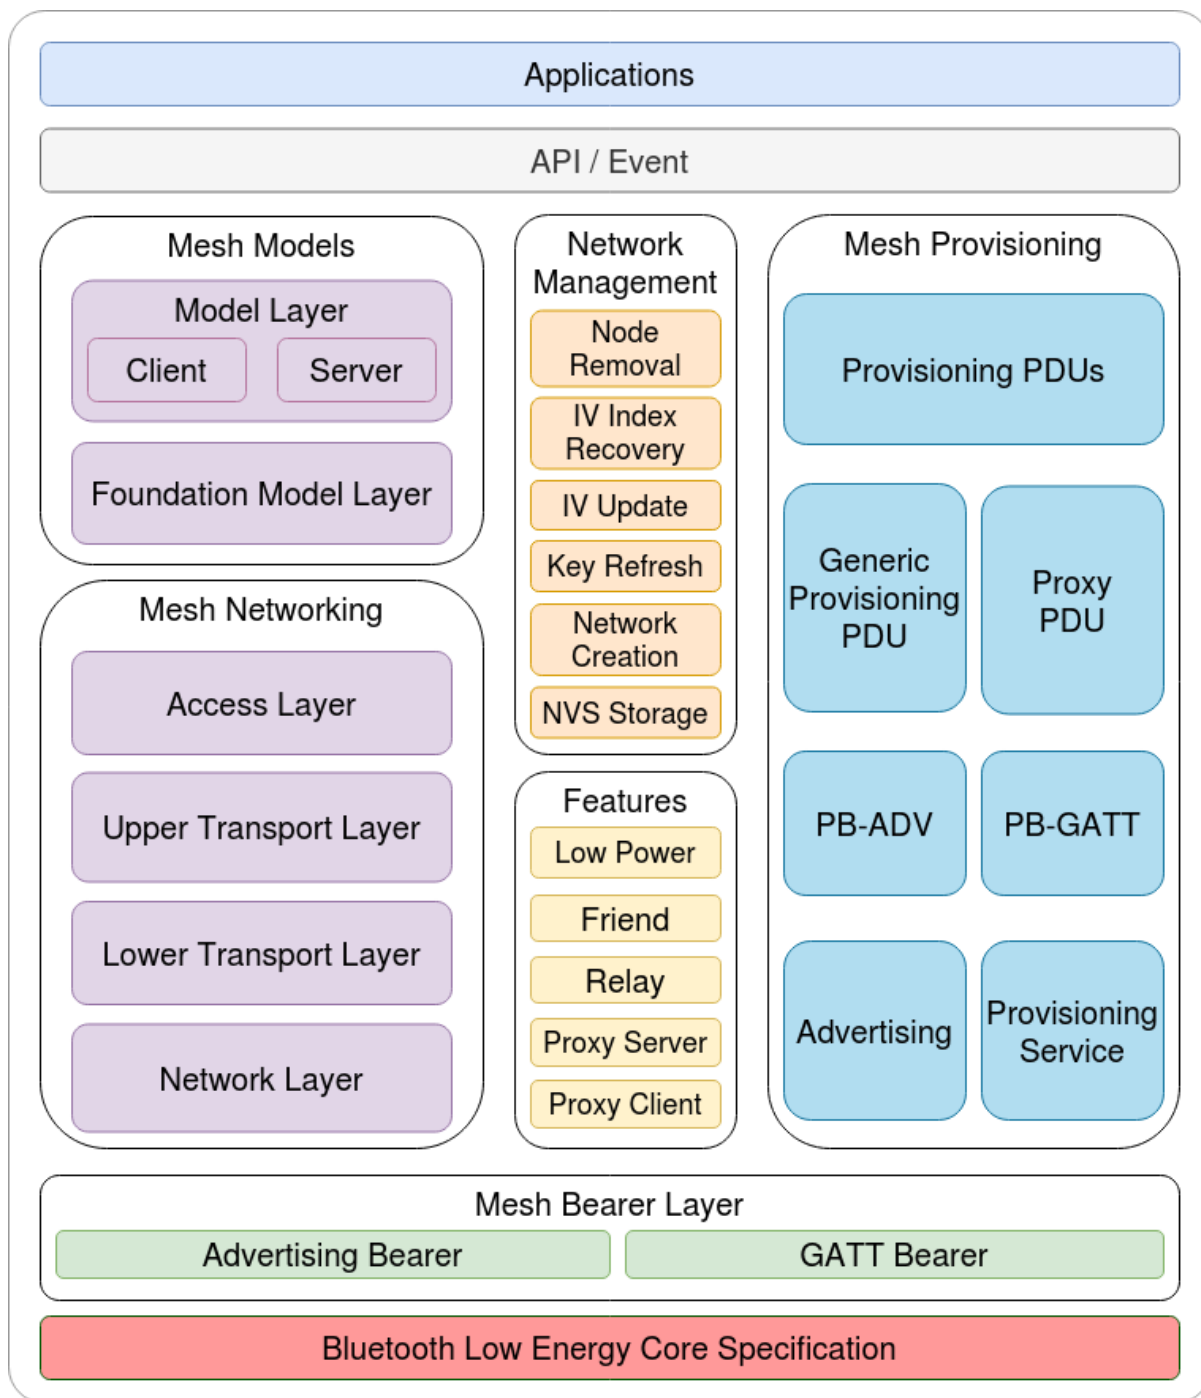 Applications
API / Event
Mesh Models
Model Layer
Client
Server
Foundation Model Layer
Mesh Networking
Access Layer
Upper Transport Layer
Lower Transport Layer
Network Layer
Network
Management
Node
Removal
IV Index
Recovery
IV Update
Key Refresh
Network
Creation
NVS Storage
Features
Low Power
Friend
Relay
Proxy Server
Proxy Client
Mesh Provisioning
Provisioning PDUs
Generic
Provisioning
PDU
Proxy
PDU
PB-ADV
PB-GATT
Advertising
Provisioning
Service
Mesh Bearer Layer
Advertising Bearer
GATT Bearer
Bluetooth Low Energy Core Specification